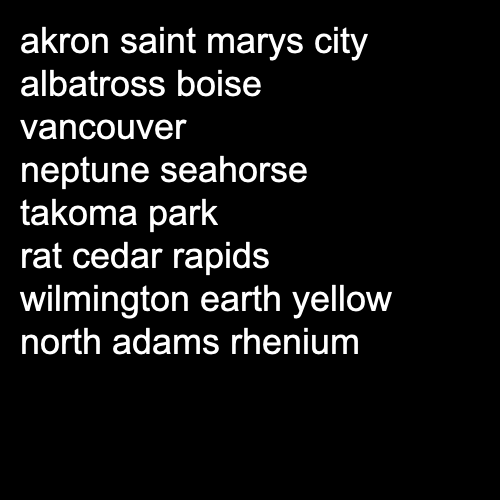 akron saint marys city
albatross boise
vancouver
neptune seahorse
takoma park
rat cedar rapids
wilmington earth yellow
north adams rhenium